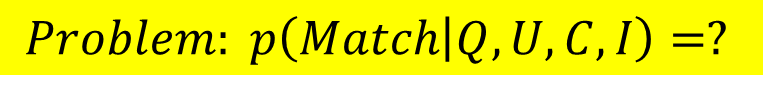 Problem: p(Match|Q, U, C, I) =?